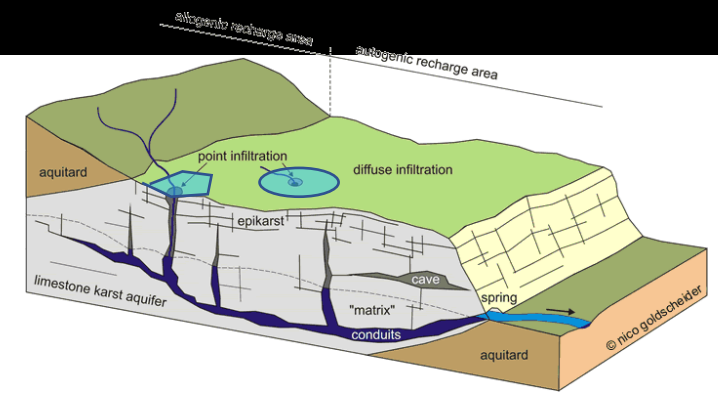 allogenic recharge area
autogenic recharge area
point infiltration
diffuse infiltration
aquitard
epikarst
cave
limestone karst aquifer
"matrix"
spring
conduits
aquitard
© nico goldscheider